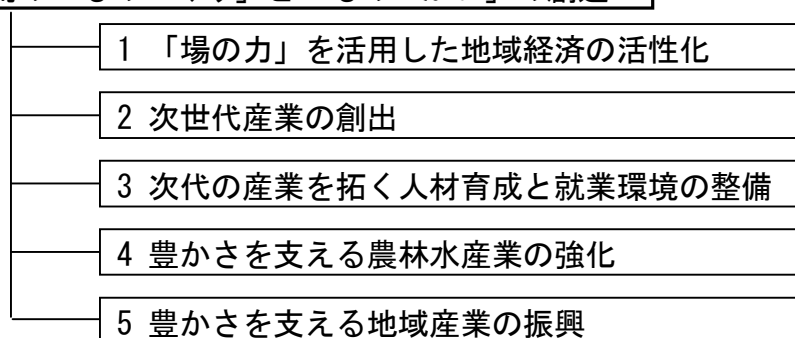 1 「場の力」を活用した地域経済の活性化
2 次世代産業の創出
3 次代の産業を拓く人材育成と就業環境の整備
4 豊かさを支える農林水産業の強化
5 豊かさを支える地域産業の振興